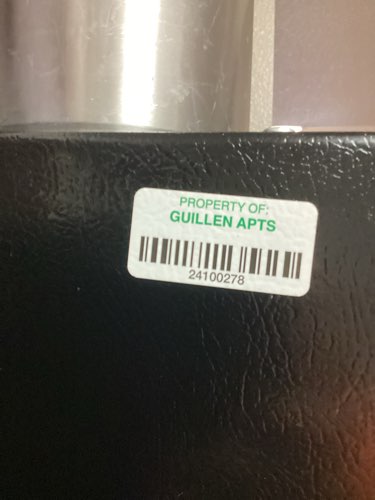 PROPERTY OF:
GUILLEN APTS
24100278